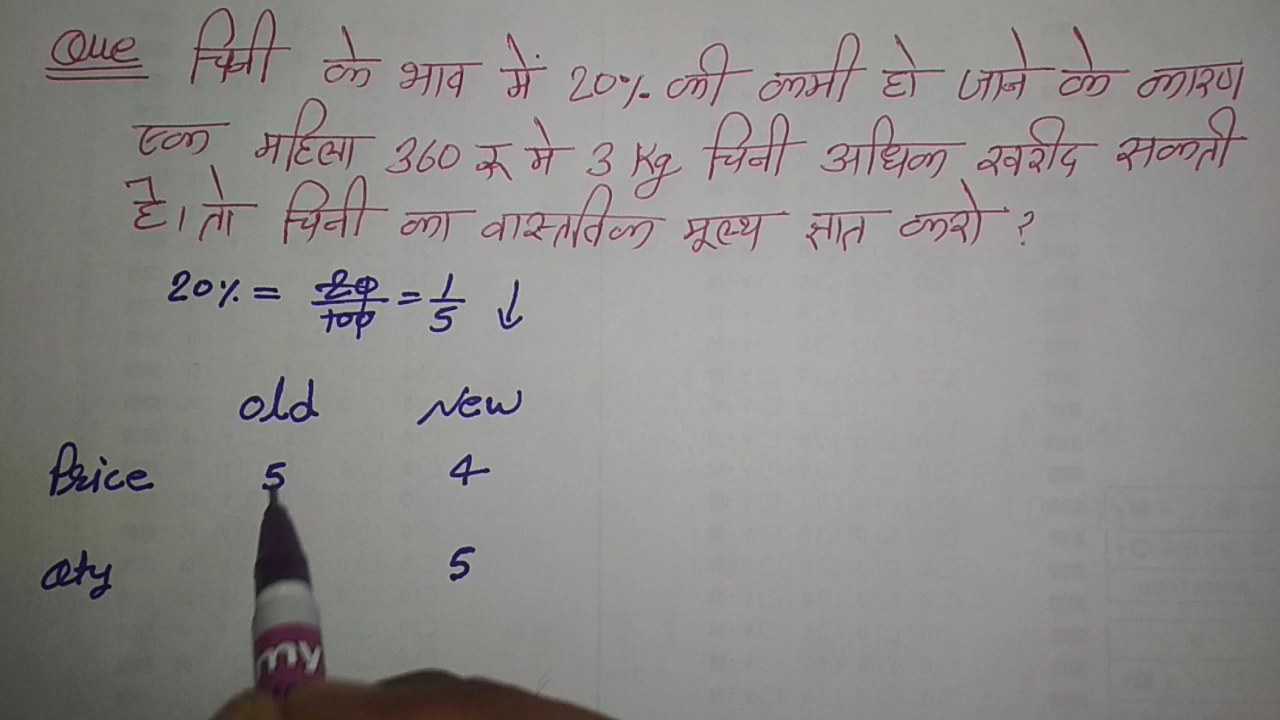 Que चिनी के भाव में 20% की कमी हो जाने के कारण
एक महिला 360 रू मे 3 Kg चिनी अधिक खरीद सकती
है। तो चिनी का वास्तविक मूल्य ज्ञात करो ?
20% = 20/100 = 1/5 ↓
old New
Price 5 4
Qty 5
my